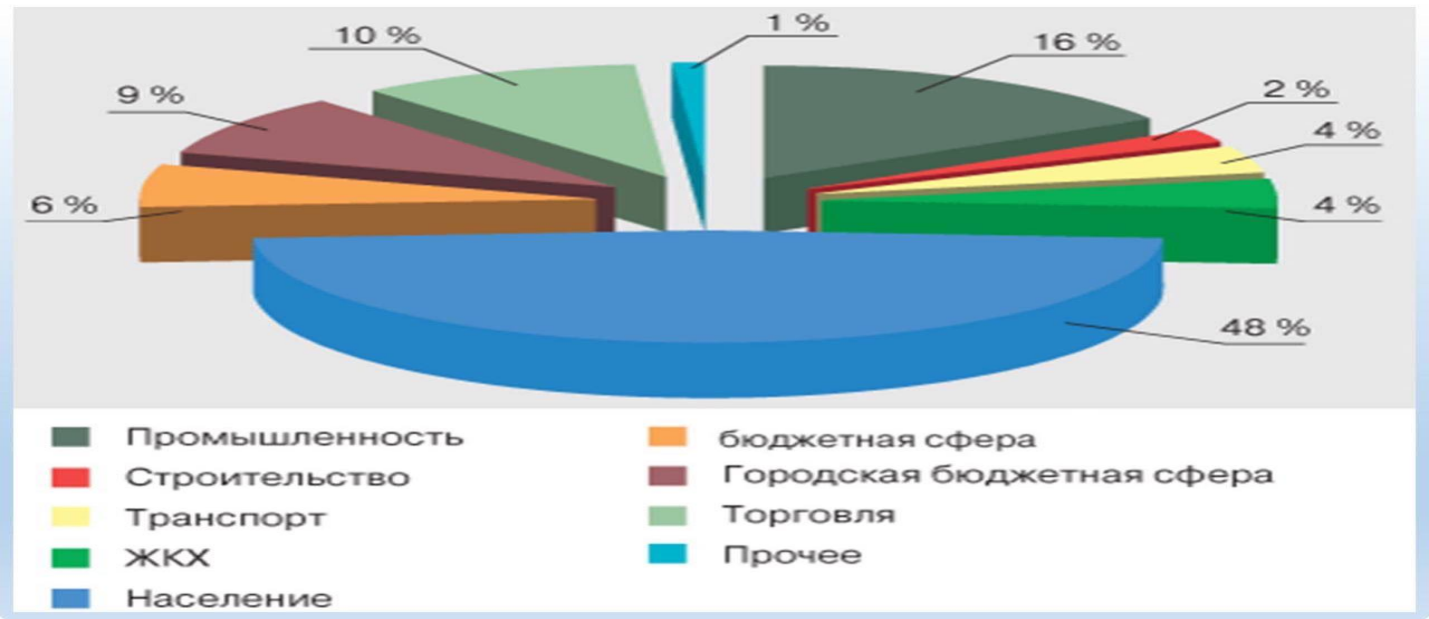 10 %
1 %
16 %
9 %
2 %
4 %
6 %
4 %
48 %
Промышленность
Строительство
Транспорт
ЖКХ
Население
бюджетная сфера
Городская бюджетная сфера
Торговля
Прочее